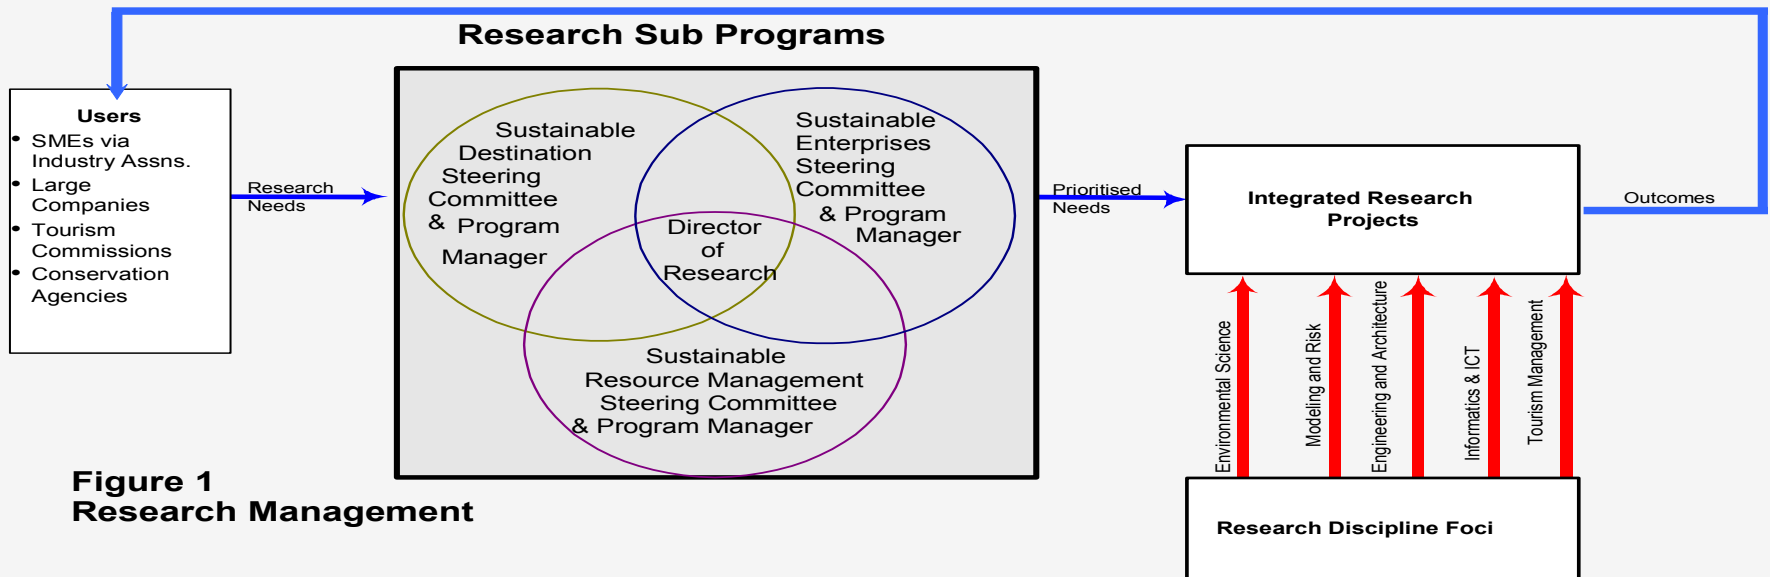 Research Sub Programs
Users
• SMEs via
Industry Assns.
• Large
Companies
• Tourism
Commissions
• Conservation
Agencies
Research
Needs
Sustainable
Destination
Steering
Committee
& Program
Manager
Sustainable
Enterprises
Steering
Committee
& Program
Manager
Director
of
Research
Sustainable
Resource Management
Steering Committee
& Program Manager
Prioritised
Needs
Integrated Research
Projects
Outcomes
Environmental Science
Modeling and Risk
Engineering and Architecture
Informatics & ICT
Tourism Management
Research Discipline Foci
Figure 1
Research Management